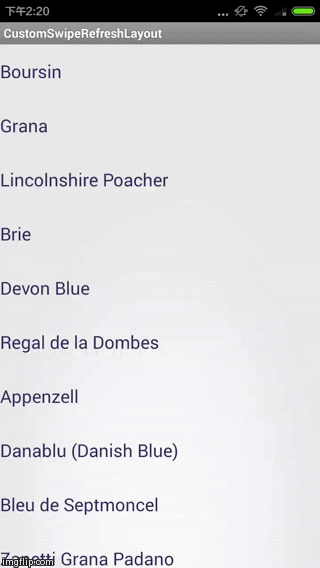 下午2:20
CustomSwipeRefreshLayout
Boursin
Grana
Lincolnshire Poacher
Brie
Devon Blue
Regal de la Dombes
Appenzell
Danablu (Danish Blue)
Bleu de Septmoncel
Zanetti Grana Padano
imgflip.com